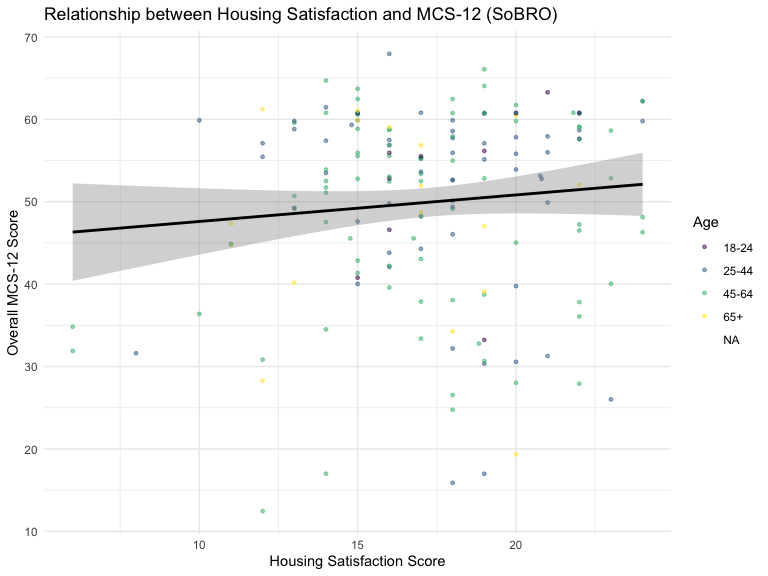 Relationship between Housing Satisfaction and MCS-12 (SoBRO)
70
60
50
40
30
20
10
Overall MCS-12 Score
10
15
20
Housing Satisfaction Score
Age
18-24
25-44
45-64
65+
NA